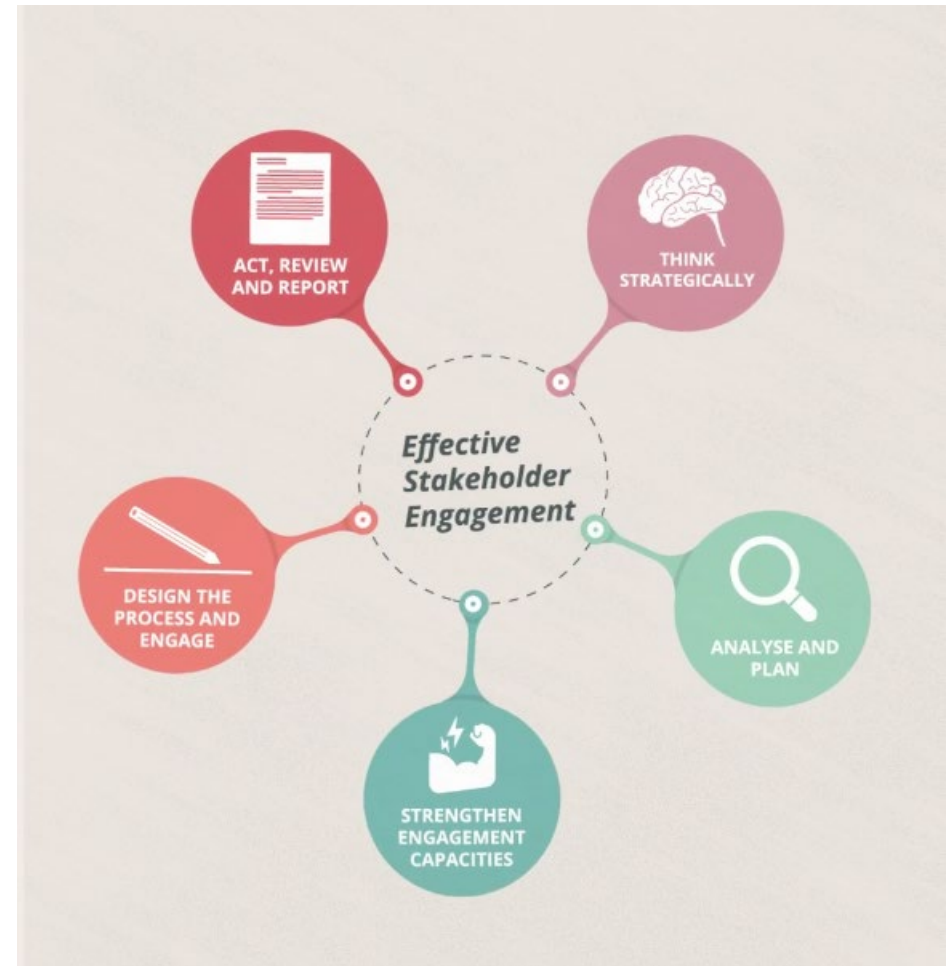 ACT, REVIEW
AND REPORT
THINK
STRATEGICALLY
Effective
Stakeholder
Engagement
DESIGN THE
PROCESS AND
ENGAGE
ANALYSE AND
PLAN
STRENGTHEN
ENGAGEMENT
CAPACITIES